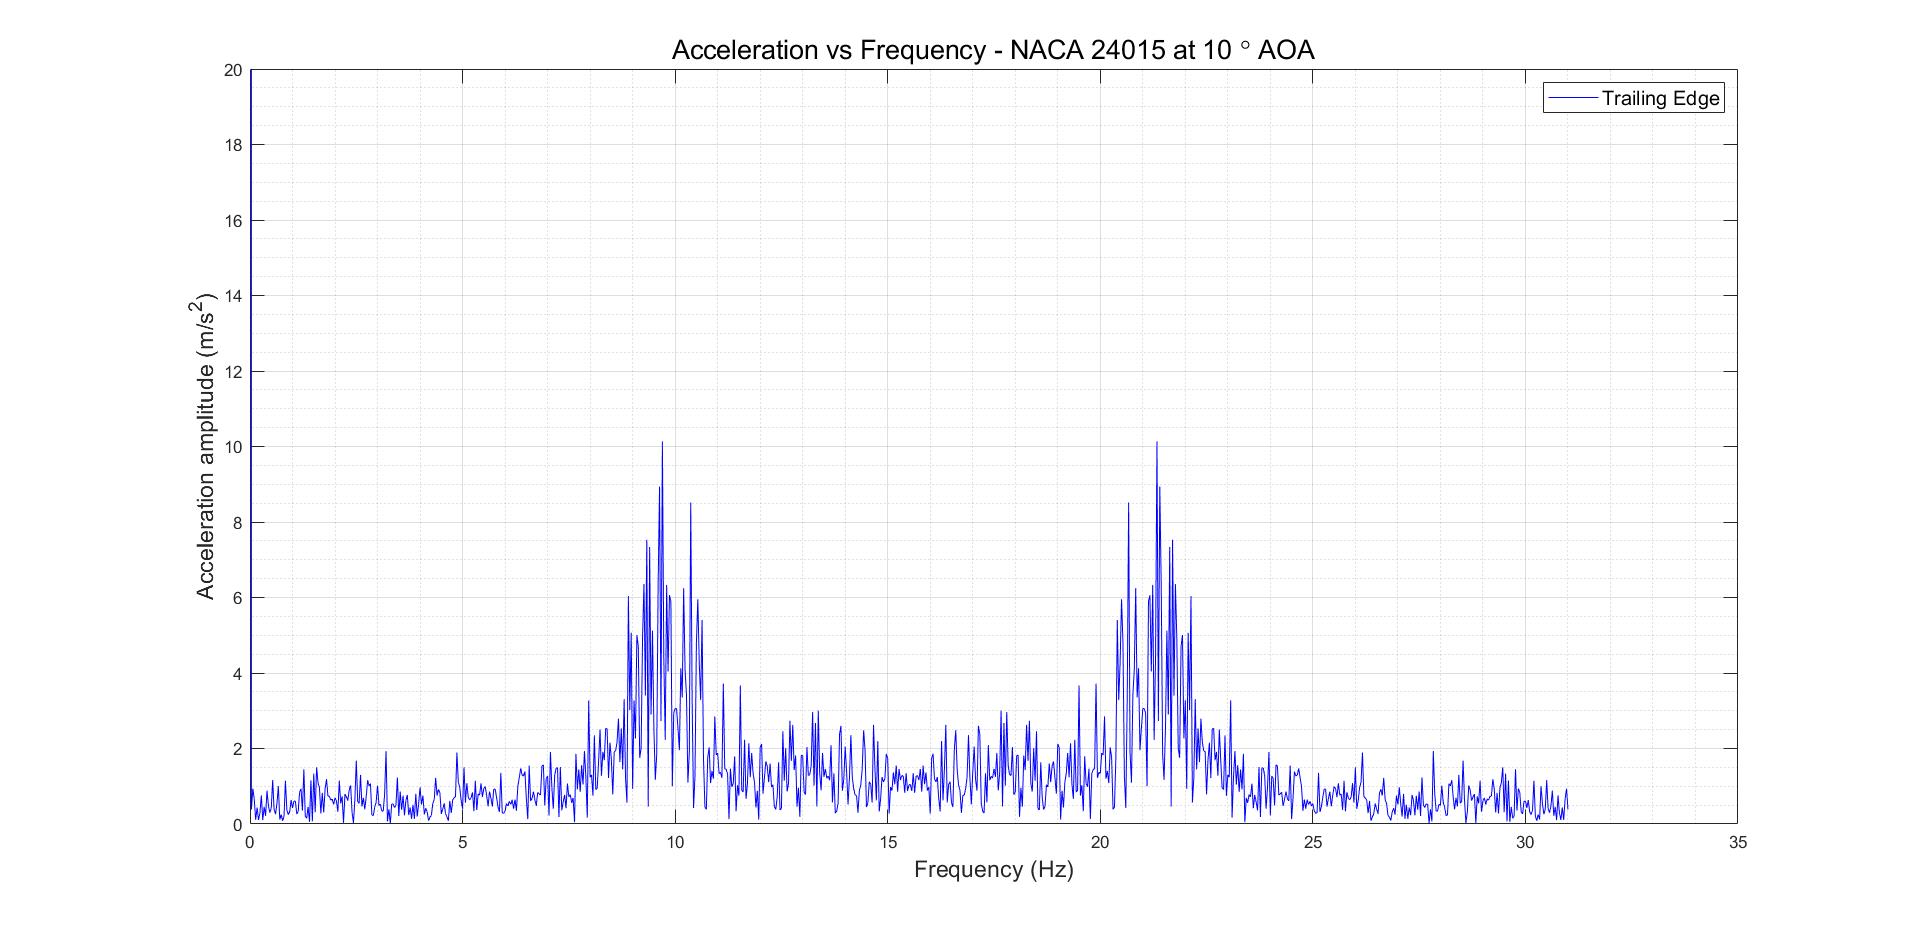 Acceleration vs Frequency - NACA 24015 at 10 ° AOA
Trailing Edge
Acceleration amplitude (m/s²)
20
18
16
14
12
10
8
6
4
2
0
0 5 10 15 20 25 30 35
Frequency (Hz)